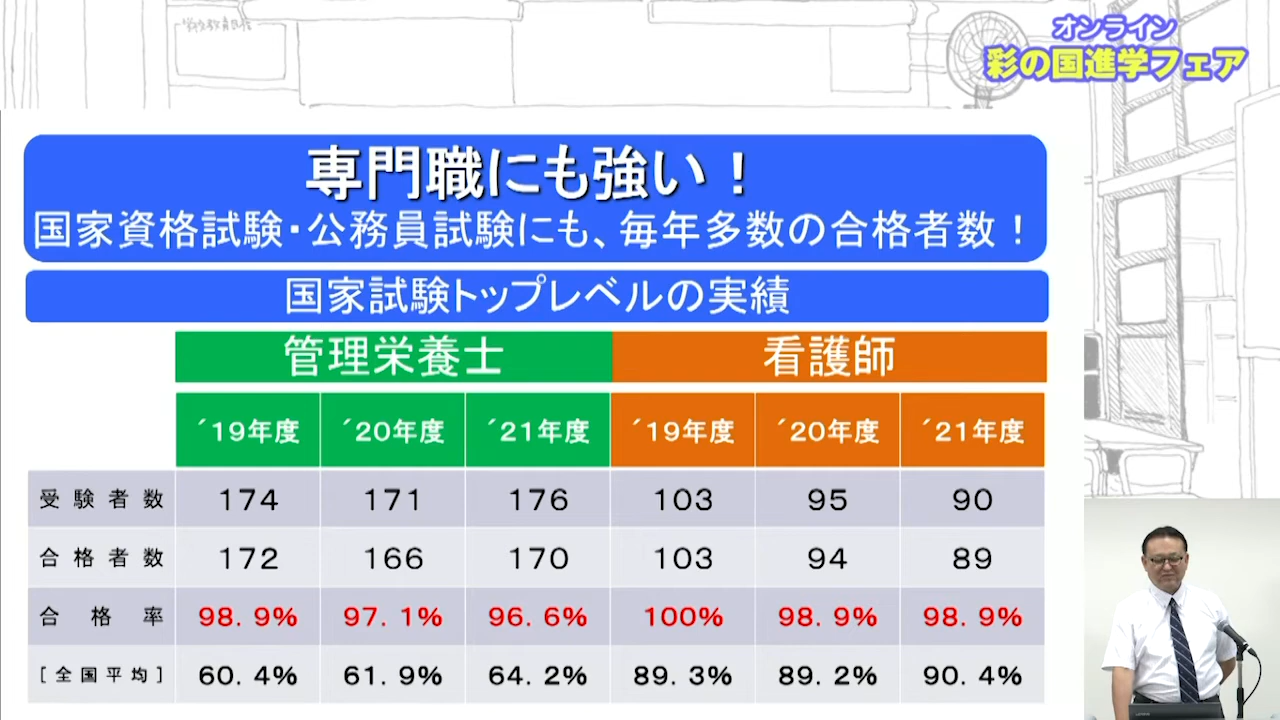 オンライン
彩の国進学フェア
専門職にも強い！
国家資格試験・公務員試験にも、毎年多数の合格者数！
国家試験トップレベルの実績
管理栄養士 看護師
´19年度 ´20年度 ´21年度 ´19年度 ´20年度 ´21年度
受験者数 174 171 176 103 95 90
合格者数 172 166 170 103 94 89
合格率 98.9% 97.1% 96.6% 100% 98.9% 98.9%
[全国平均] 60.4% 61.9% 64.2% 89.3% 89.2% 90.4%